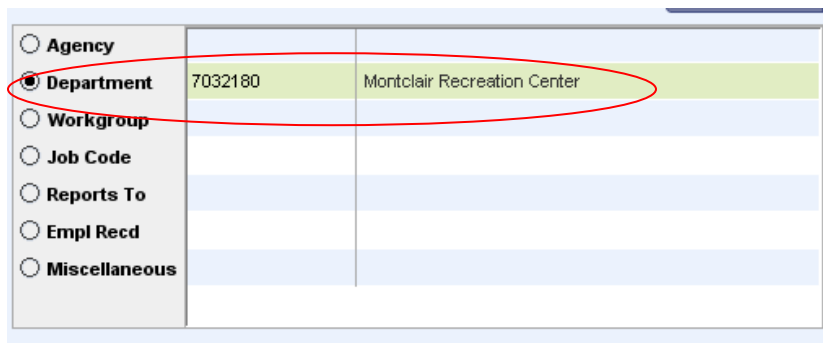 Agency
Department 7032180 Montclair Recreation Center
Workgroup
Job Code
Reports To
Empl Recd
Miscellaneous